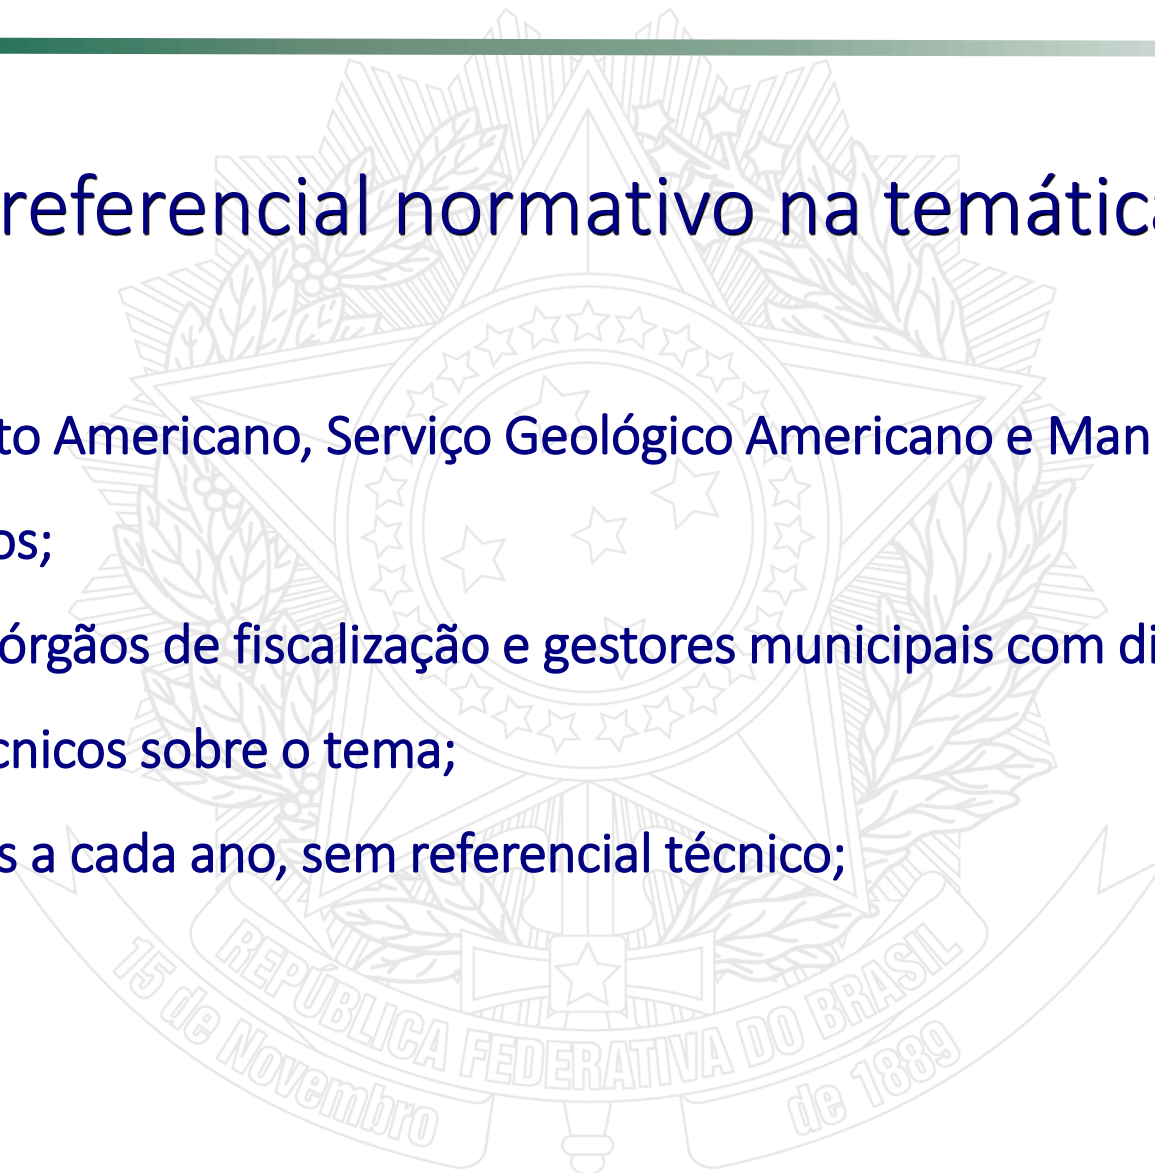 referencial normativo na temática
to Americano, Serviço Geológico Americano e Man
os;
órgãos de fiscalização e gestores municipais com di
cnicos sobre o tema;
s a cada ano, sem referencial técnico;
REPÚBLICA FEDERATIVA DO BRASIL
15 de Novembro de 1889